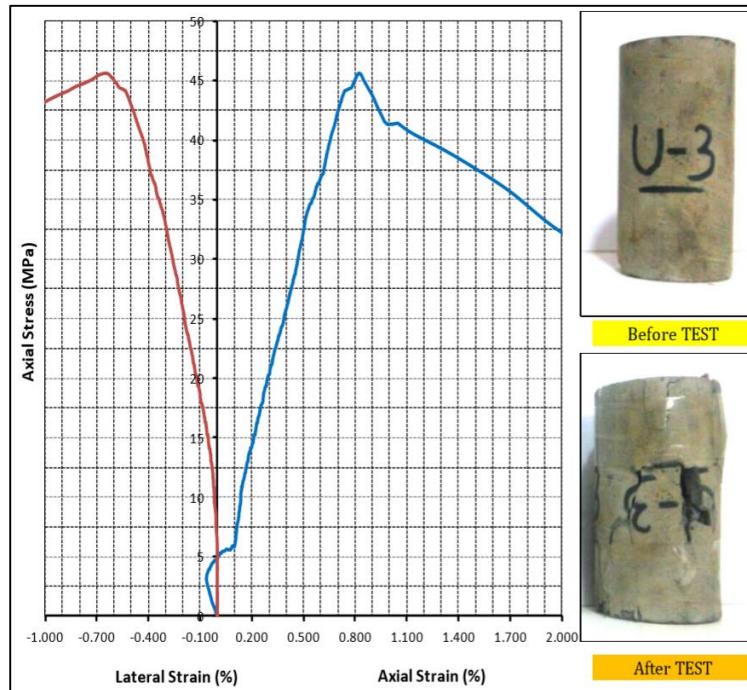 Axial Stress (MPa)
50
45
40
35
30
25
20
15
10
5
0
-1.000 -0.700 -0.400 -0.100 0.200 0.500 0.800 1.100 1.400 1.700 2.000
Lateral Strain (%) Axial Strain (%)
U-3
Before TEST
After TEST